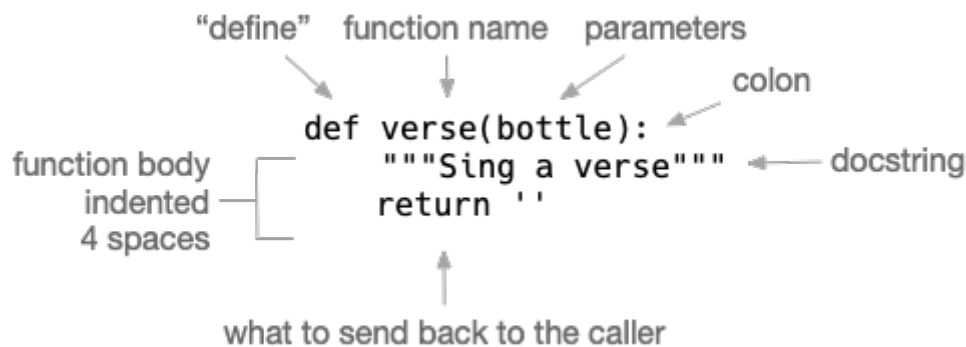 “define” function name parameters
colon
def verse(bottle):
function body """Sing a verse""" docstring
indented return ''
4 spaces
what to send back to the caller